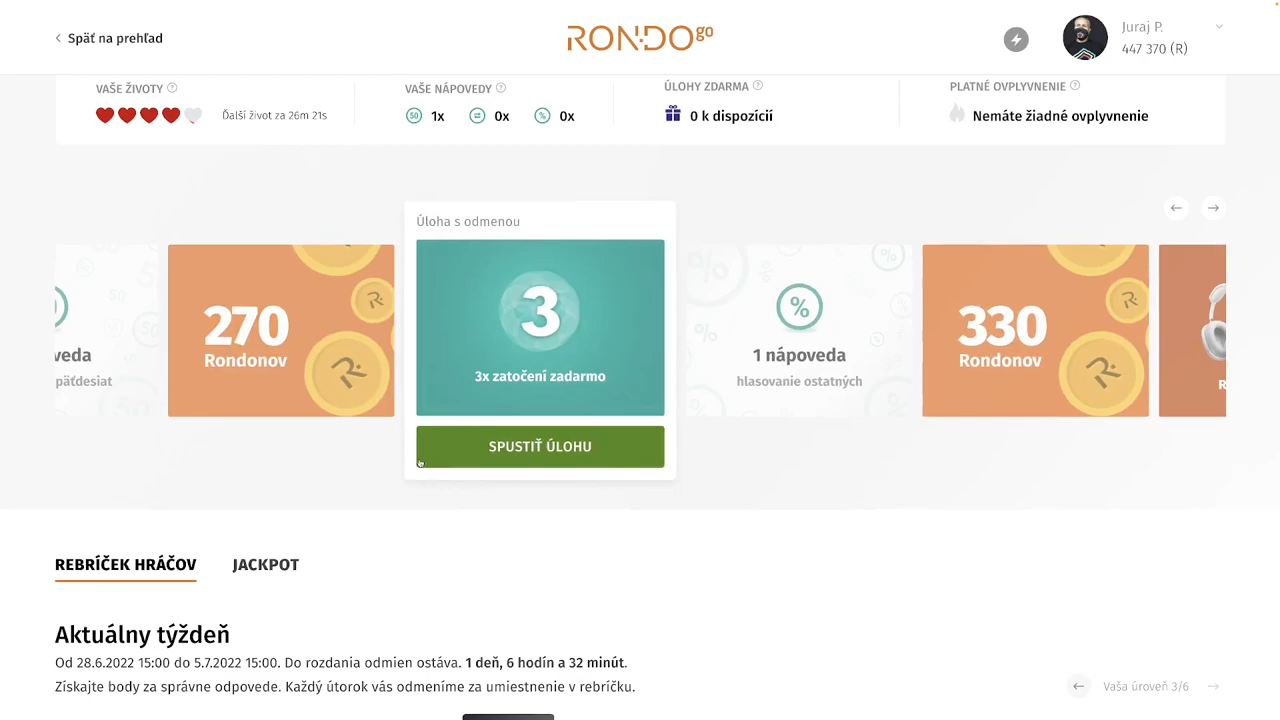 Späť na prehľad
RONDO go
Juraj P.
447 370 (R)
VAŠE ŽIVOTY
Ďalší život za 26m 21s
VAŠE NÁPOVEDY
50 1x
0x
% 0x
ÚLOHY ZDARMA
0 k dispozícií
PLATNÉ OVPLYVNENIE
Nemáte žiadné ovplyvnenie
veda
päťdesiat
270
Rondonov
Úloha s odmenou
3
3x zatočení zadarmo
SPUSTIŤ ÚLOHU
%
1 nápoveda
hlasovanie ostatných
330
Rondonov
R
REBRÍČEK HRÁČOV
JACKPOT
Aktuálny týždeň
Od 28.6.2022 15:00 do 5.7.2022 15:00. Do rozdania odmien ostáva. 1 deň, 6 hodín a 32 minút.
Získajte body za správne odpovede. Každý útorok vás odmeníme za umiestnenie v rebríčku.
Vaša úroveň 3/6